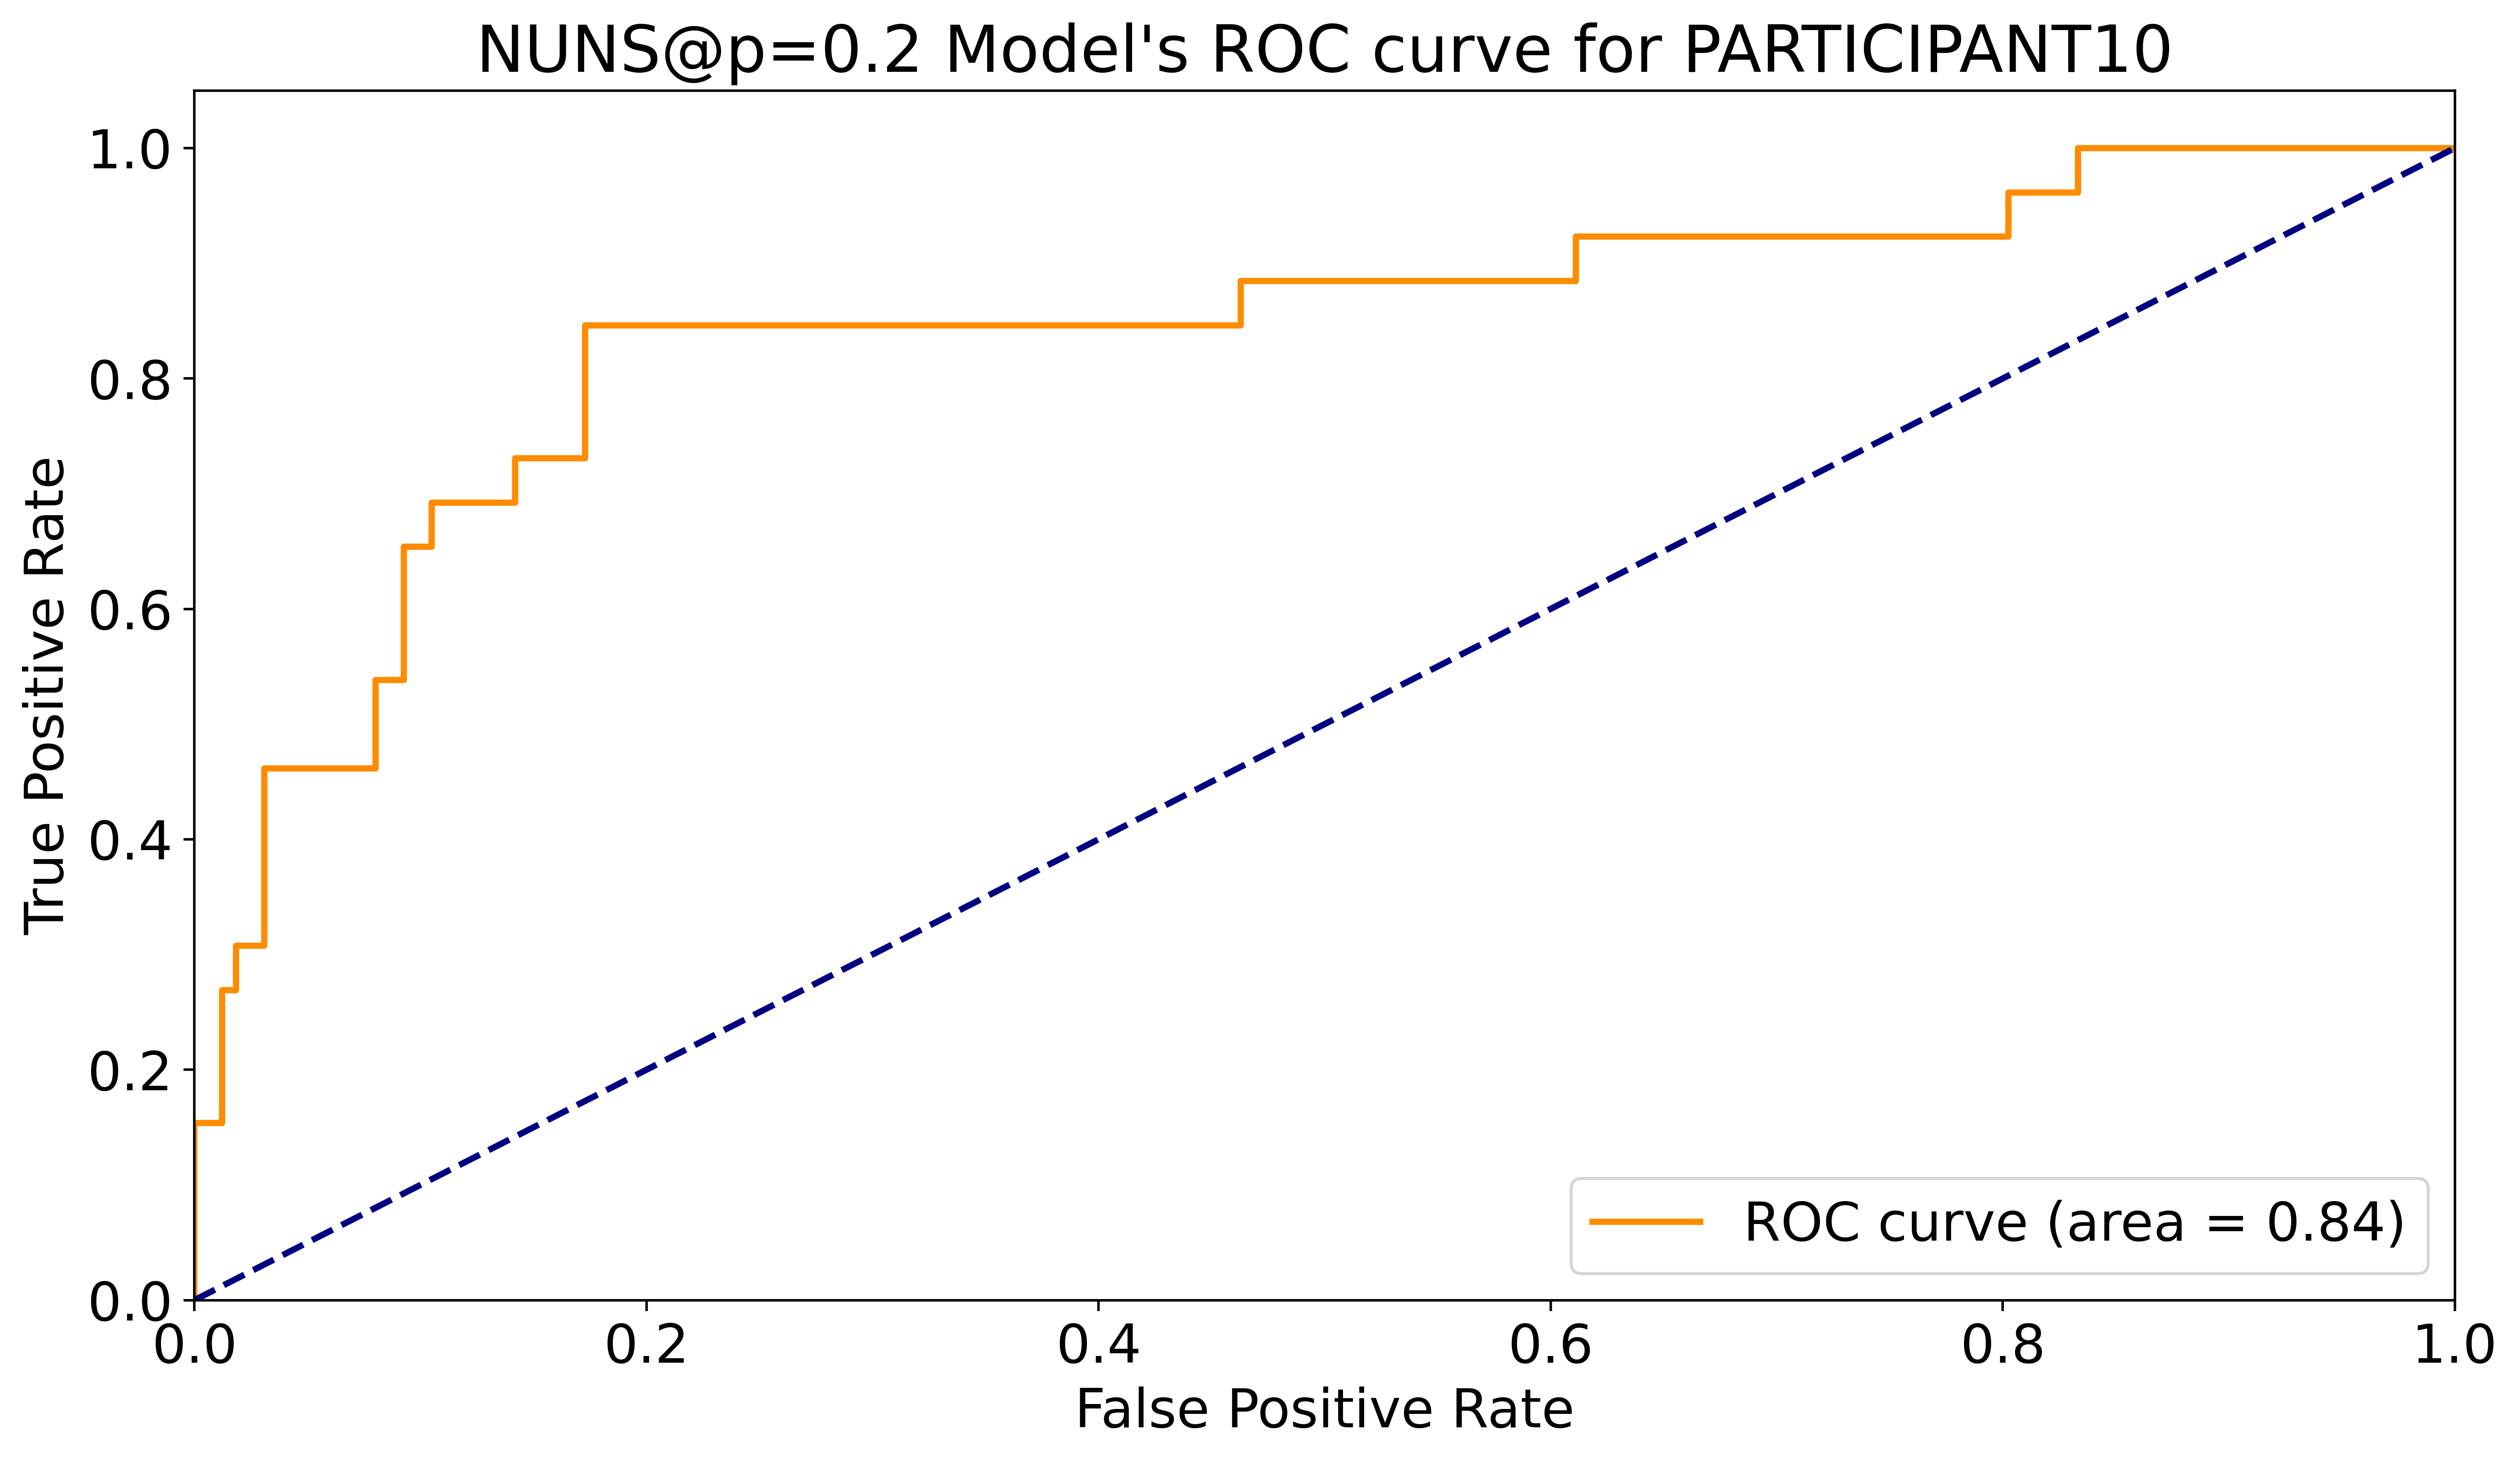 NUNS@p=0.2 Model's ROC curve for PARTICIPANT10
True Positive Rate
1.0
0.8
0.6
0.4
0.2
0.0
ROC curve (area = 0.84)
0.0 0.2 0.4 0.6 0.8 1.0
False Positive Rate